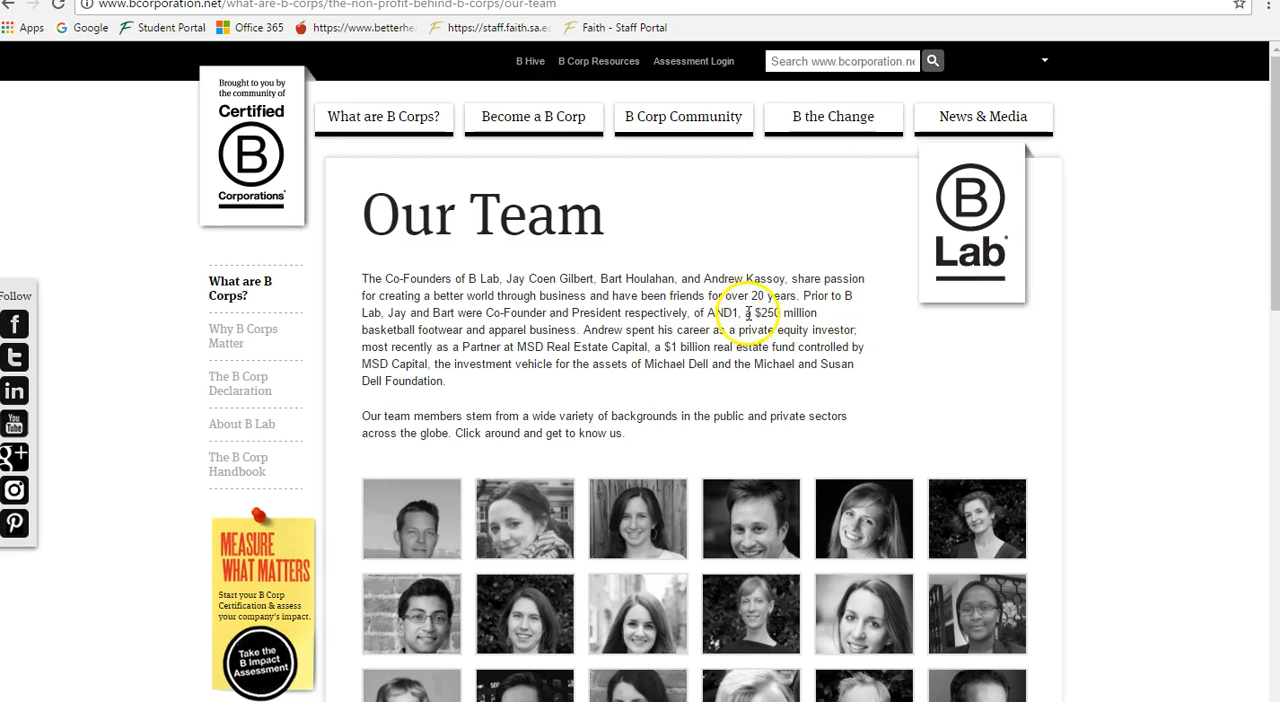 www.bcorporation.net/what-are-b-corps/the-non-profit-behind-b-corps/our-team
Apps Google Student Portal Office 365 https://www.betterhe https://staff.faith.sa.ec Faith - Staff Portal
B Hive B Corp Resources Assessment Login Search www.bcorporation.ne
Brought to you by
the community of
Certified
B
Corporations
What are B Corps? Become a B Corp B Corp Community B the Change News & Media
B
Lab
Our Team
The Co-Founders of B Lab, Jay Coen Gilbert, Bart Houlahan, and Andrew Kassoy, share passion
for creating a better world through business and have been friends for over 20 years. Prior to B
Lab, Jay and Bart were Co-Founder and President respectively, of AND1, a $250 million
basketball footwear and apparel business. Andrew spent his career as a private equity investor;
most recently as a Partner at MSD Real Estate Capital, a $1 billion real estate fund controlled by
MSD Capital, the investment vehicle for the assets of Michael Dell and the Michael and Susan
Dell Foundation.
Our team members stem from a wide variety of backgrounds in the public and private sectors
across the globe. Click around and get to know us.
What are B
Corps?
Why B Corps
Matter
The B Corp
Declaration
About B Lab
The B Corp
Handbook
Follow
f
t
in
You
Tube
g+
MEASURE
WHAT MATTERS
Start your B Corp
Certification & assess
your company's impact.
Take the
B Impact
Assessment